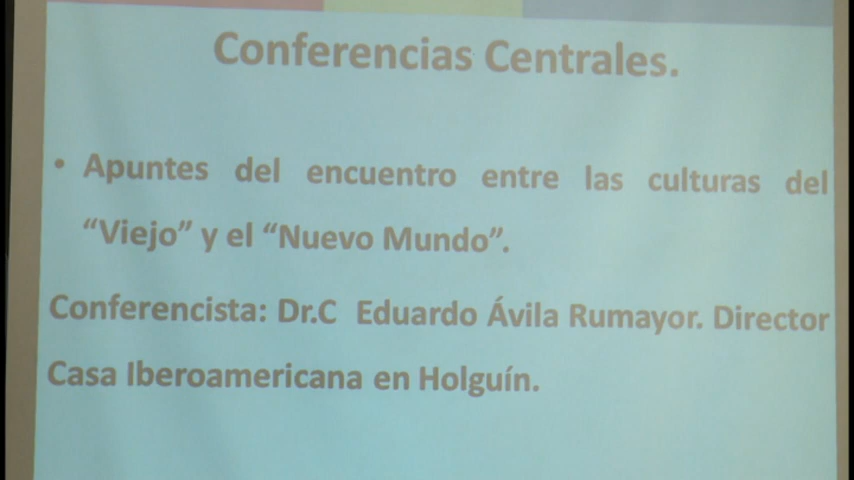 Conferencias Centrales.
• Apuntes del encuentro entre las culturas del
“Viejo” y el “Nuevo Mundo”.
Conferencista: Dr.C Eduardo Ávila Rumayor. Director
Casa Iberoamericana en Holguín.